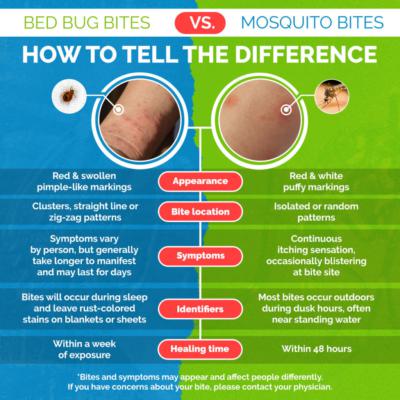 BED BUG BITES VS. MOSQUITO BITES
HOW TO TELL THE DIFFERENCE
Red & swollen
pimple-like markings
Appearance
Red & white
puffy markings
Clusters, straight line or
zig-zag patterns
Bite location
Isolated or random
patterns
Symptoms vary
by person, but generally
take longer to manifest
and may last for days
Symptoms
Continuous
itching sensation,
occasionally blistering
at bite site
Bites will occur during sleep
and leave rust-colored
stains on blankets or sheets
Identifiers
Most bites occur outdoors
during dusk hours, often
near standing water
Within a week
of exposure
Healing time
Within 48 hours
*Bites and symptoms may appear and affect people differently.
If you have concerns about your bite, please contact your physician.